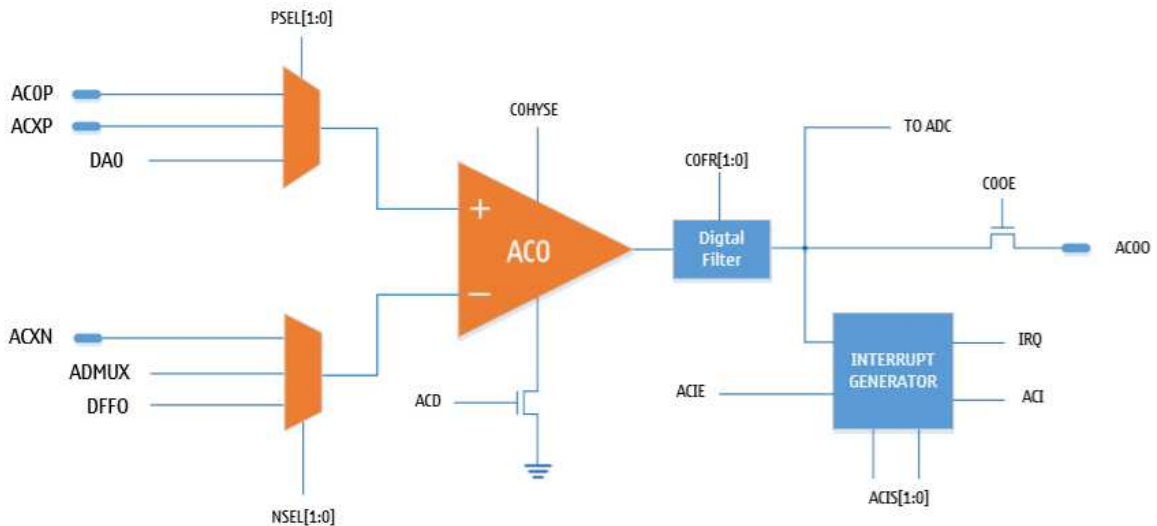 PSEL[1:0]
AC0P
ACXP
DA0
C0HYSE
TO ADC
C0FR[1:0]
C0OE
+
AC0
Digtal
Filter
AC0O
−
ACXN
ADMUX
DFFO
INTERRUPT
GENERATOR
IRQ
ACD
ACIE
ACI
ACIS[1:0]
NSEL[1:0]